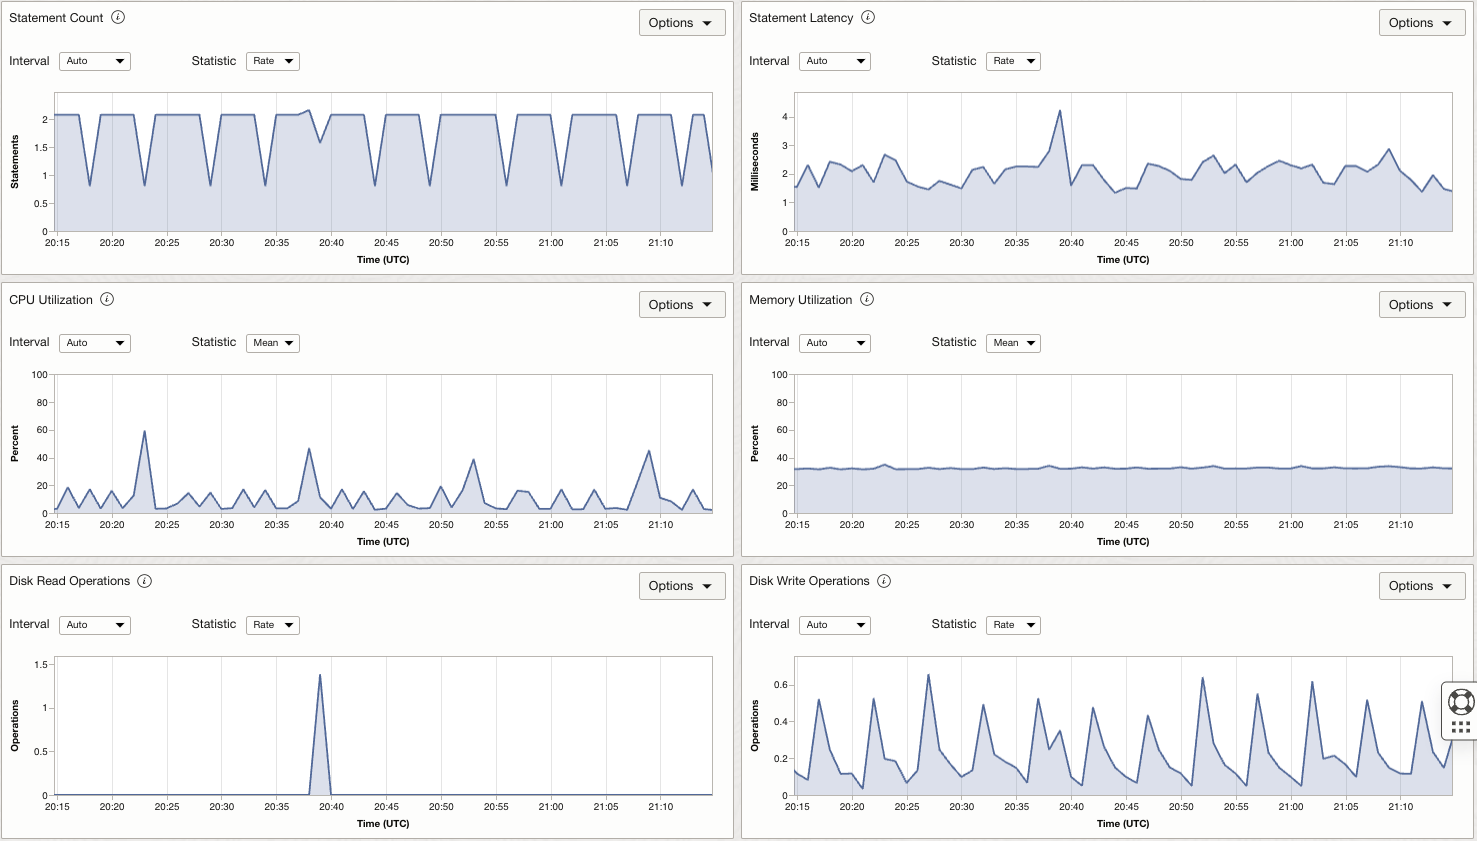 Statement Count
Options
Interval Auto Statistic Rate
Statements
2
1.5
1
0.5
0
20:15 20:20 20:25 20:30 20:35 20:40 20:45 20:50 20:55 21:00 21:05 21:10
Time (UTC)
Statement Latency
Options
Interval Auto Statistic Rate
Milliseconds
4
3
2
1
0
20:15 20:20 20:25 20:30 20:35 20:40 20:45 20:50 20:55 21:00 21:05 21:10
Time (UTC)
CPU Utilization
Options
Interval Auto Statistic Mean
Percent
100
80
60
40
20
0
20:15 20:20 20:25 20:30 20:35 20:40 20:45 20:50 20:55 21:00 21:05 21:10
Time (UTC)
Memory Utilization
Options
Interval Auto Statistic Mean
Percent
100
80
60
40
20
0
20:15 20:20 20:25 20:30 20:35 20:40 20:45 20:50 20:55 21:00 21:05 21:10
Time (UTC)
Disk Read Operations
Options
Interval Auto Statistic Rate
Operations
1.5
1
0.5
0
20:15 20:20 20:25 20:30 20:35 20:40 20:45 20:50 20:55 21:00 21:05 21:10
Time (UTC)
Disk Write Operations
Options
Interval Auto Statistic Rate
Operations
0.6
0.4
0.2
0
20:15 20:20 20:25 20:30 20:35 20:40 20:45 20:50 20:55 21:00 21:05 21:10
Time (UTC)